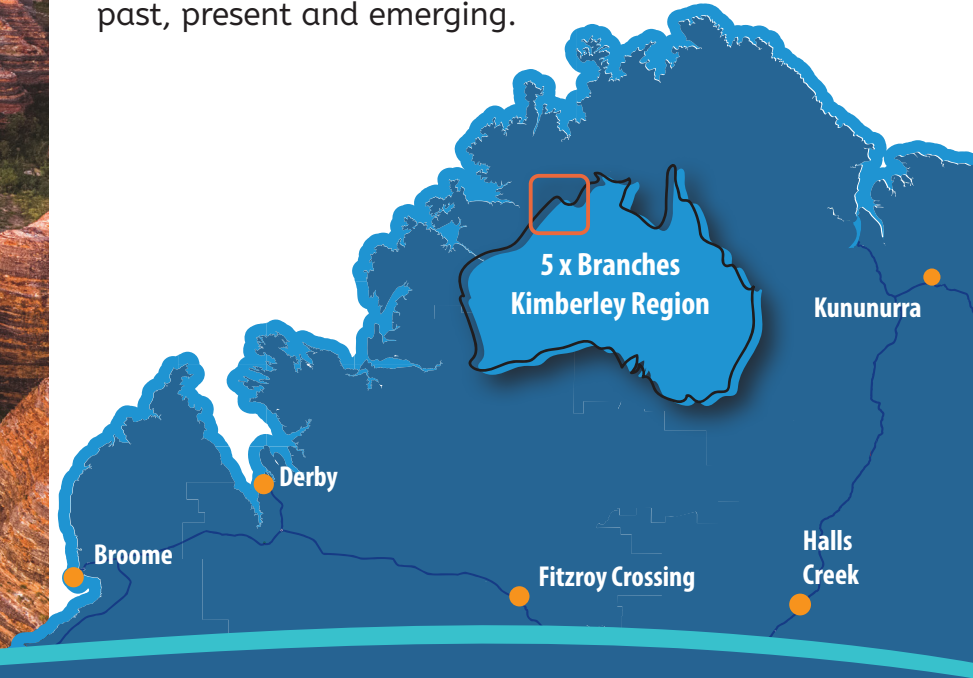 past, present and emerging.
5 x Branches
Kimberley Region
Kununurra
Derby
Broome
Fitzroy Crossing
Halls
Creek